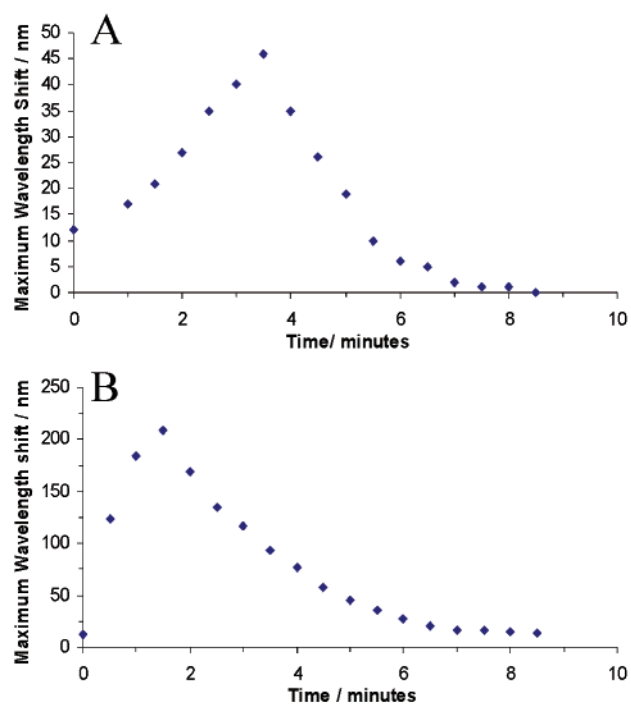 A
Maximum Wavelength Shift / nm
50
45
40
35
30
25
20
15
10
5
0
0 2 4 6 8 10
Time/ minutes
B
Maximum Wavelength shift / nm
250
200
150
100
50
0
0 2 4 6 8 10
Time / minutes